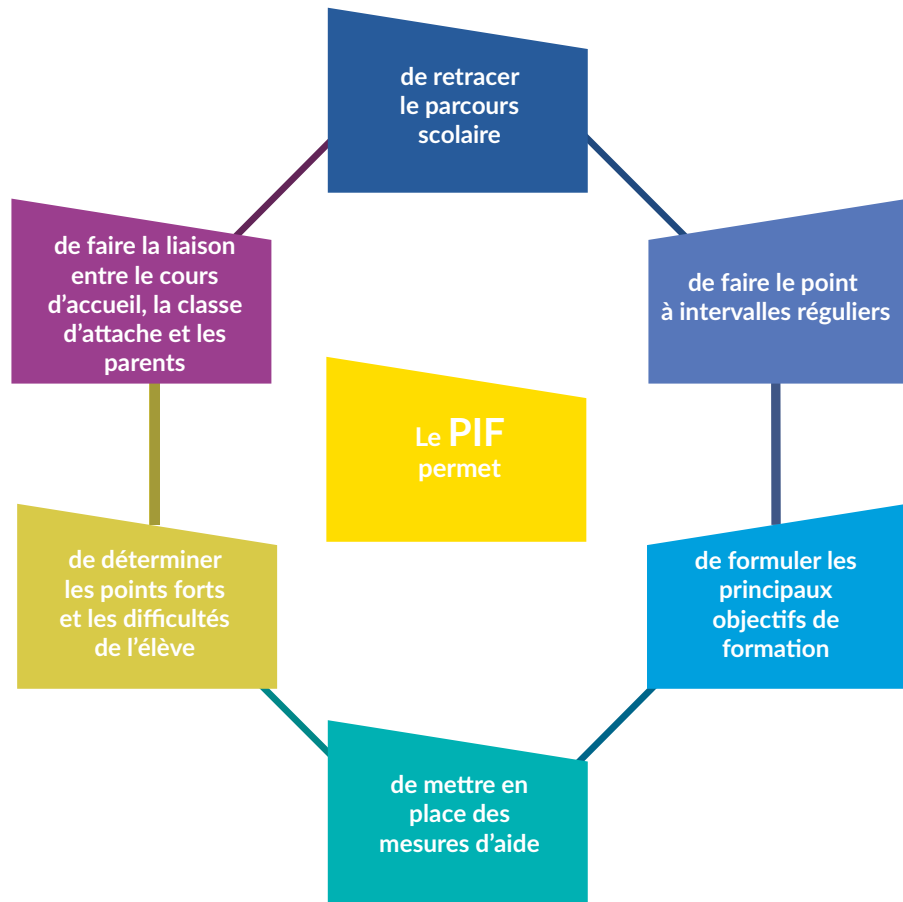 de retracer
le parcours
scolaire
de faire la liaison
entre le cours
d’accueil, la classe
d’attache et les
parents
de faire le point
à intervalles réguliers
Le PIF
permet
de déterminer
les points forts
et les difficultés
de l’élève
de formuler les
principaux
objectifs de
formation
de mettre en
place des
mesures d’aide